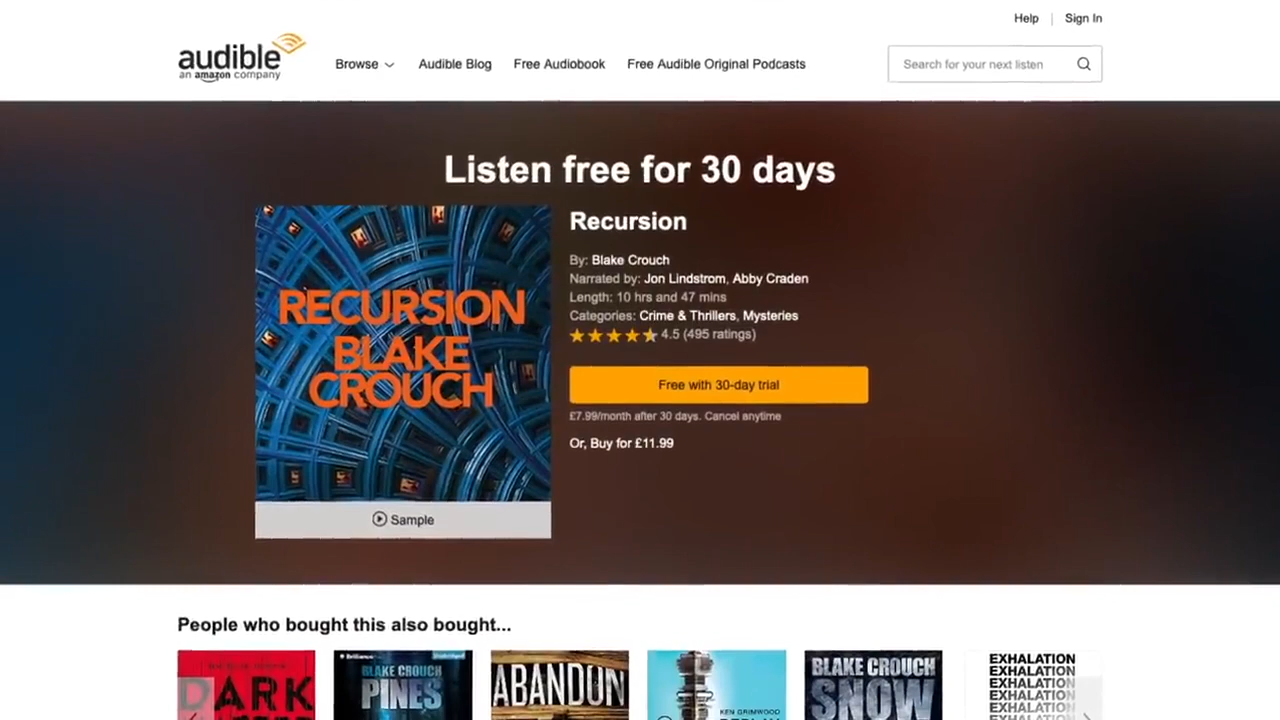 Help
Sign In
audible
an amazon company
Browse
Audible Blog
Free Audiobook
Free Audible Original Podcasts
Search for your next listen
Listen free for 30 days
RECURSION
BLAKE
CROUCH
Sample
Recursion
By: Blake Crouch
Narrated by: Jon Lindstrom, Abby Craden
Length: 10 hrs and 47 mins
Categories: Crime & Thrillers, Mysteries
4.5 (495 ratings)
Free with 30-day trial
£7.99/month after 30 days. Cancel anytime
Or, Buy for £11.99
People who bought this also bought...
DARK
BLAKE CROUCH
PINES
ABANDON
KEN GRIMWOOD
BLAKE CROUCH
SNOW
EXHALATION
EXHALATION
EXHALATION
EXHALATION
EXHALATION